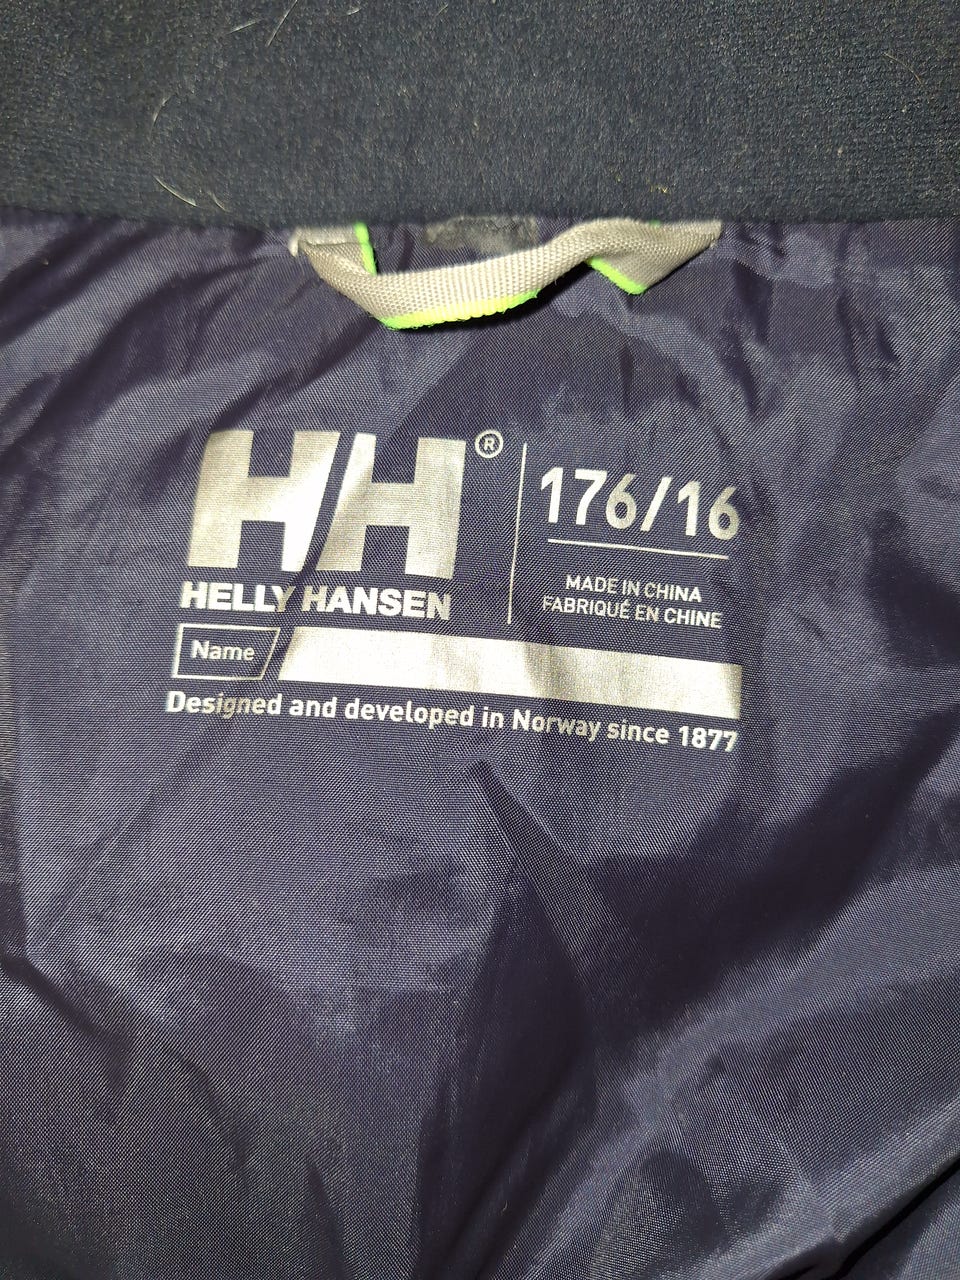 HH®
HELLY HANSEN
176/16
MADE IN CHINA
FABRIQUÉ EN CHINE
Name
Designed and developed in Norway since 1877